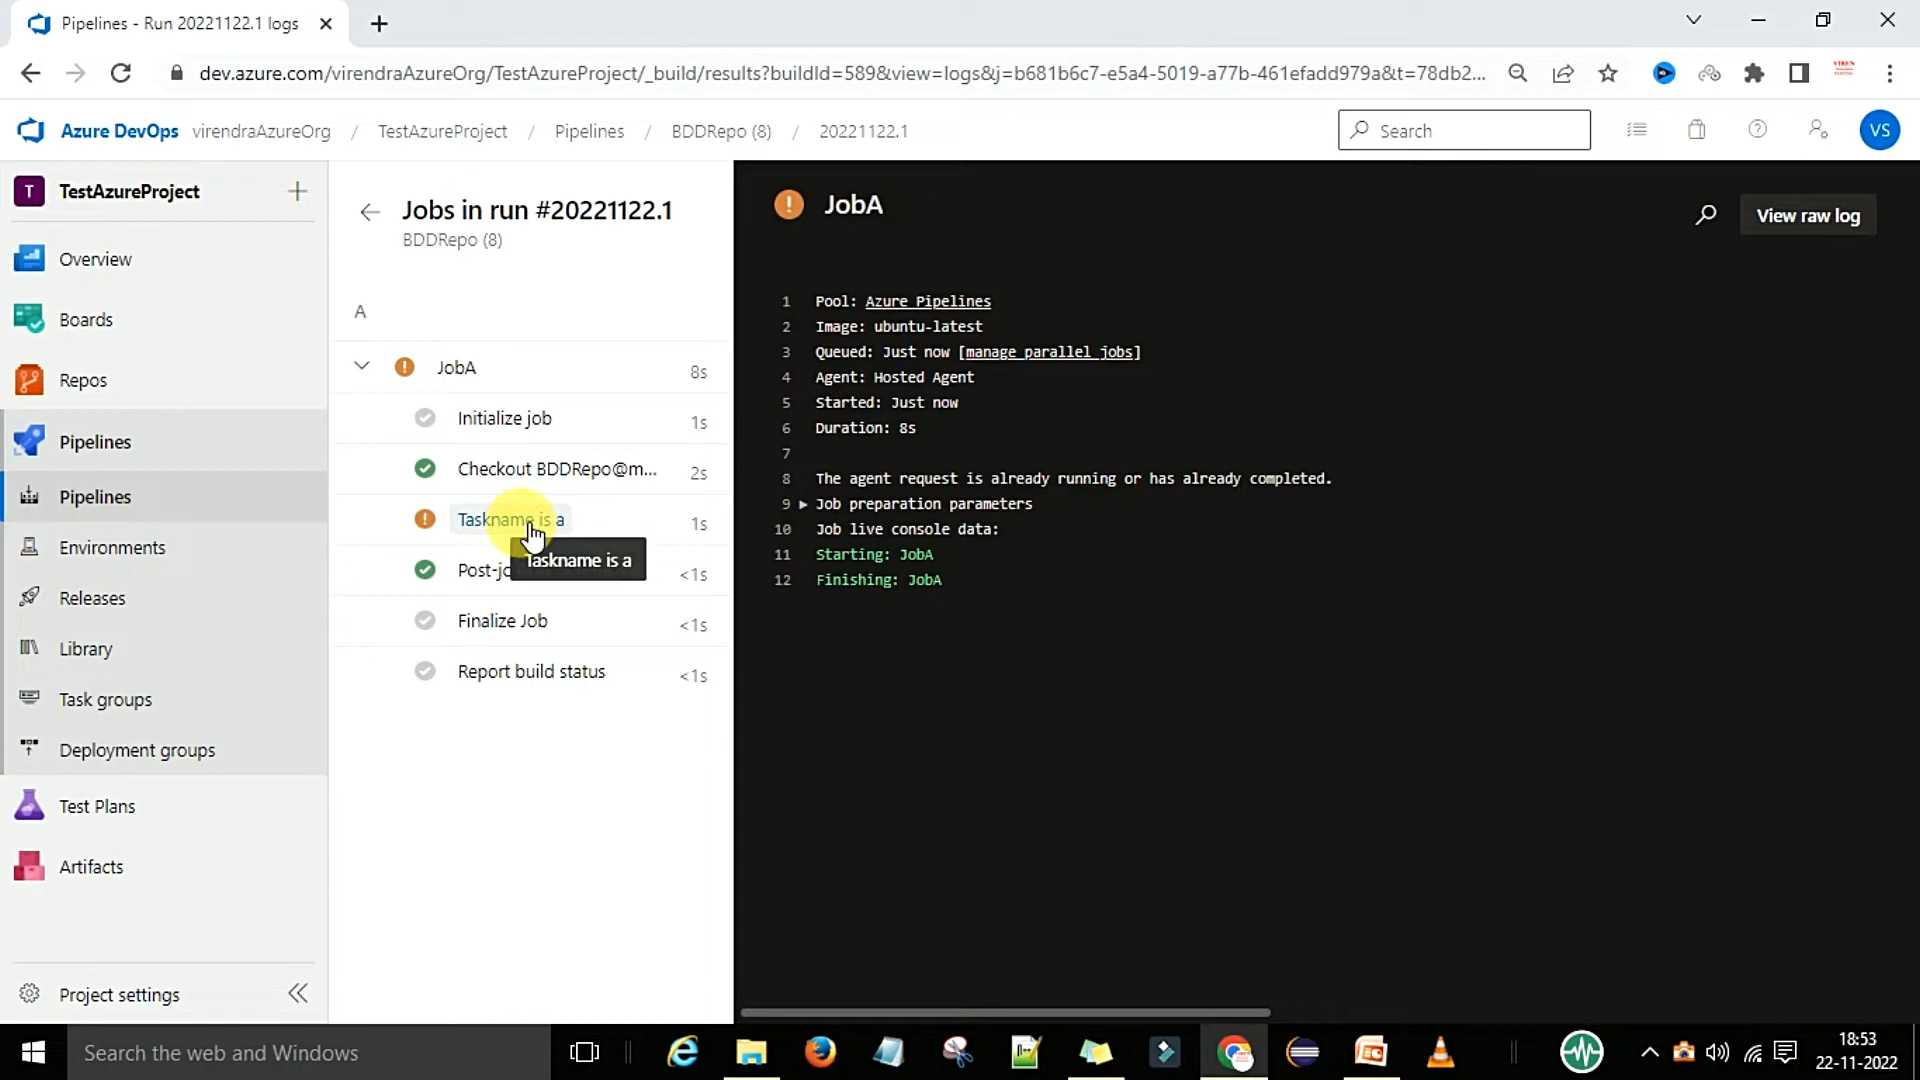 Pipelines - Run 20221122.1 logs
dev.azure.com/virendraAzureOrg/TestAzureProject/_build/results?buildId=589&view=logs&j=b681b6c7-e5a4-5019-a77b-461efadd979a&t=78db2...
Azure DevOps virendraAzureOrg / TestAzureProject / Pipelines / BDDRepo (8) / 20221122.1
Search
VS
T TestAzureProject
Overview
Boards
Repos
Pipelines
Pipelines
Environments
Releases
Library
Task groups
Deployment groups
Test Plans
Artifacts
Project settings
Jobs in run #20221122.1
BDDRepo (8)
A
JobA 8s
Initialize job 1s
Checkout BDDRepo@m... 2s
Taskname is a 1s
Taskname is a
Post-jo <1s
Finalize Job <1s
Report build status <1s
JobA
View raw log
1 Pool: Azure Pipelines
2 Image: ubuntu-latest
3 Queued: Just now [manage parallel jobs]
4 Agent: Hosted Agent
5 Started: Just now
6 Duration: 8s
7
8 The agent request is already running or has already completed.
9 Job preparation parameters
10 Job live console data:
11 Starting: JobA
12 Finishing: JobA
Search the web and Windows
18:53
22-11-2022